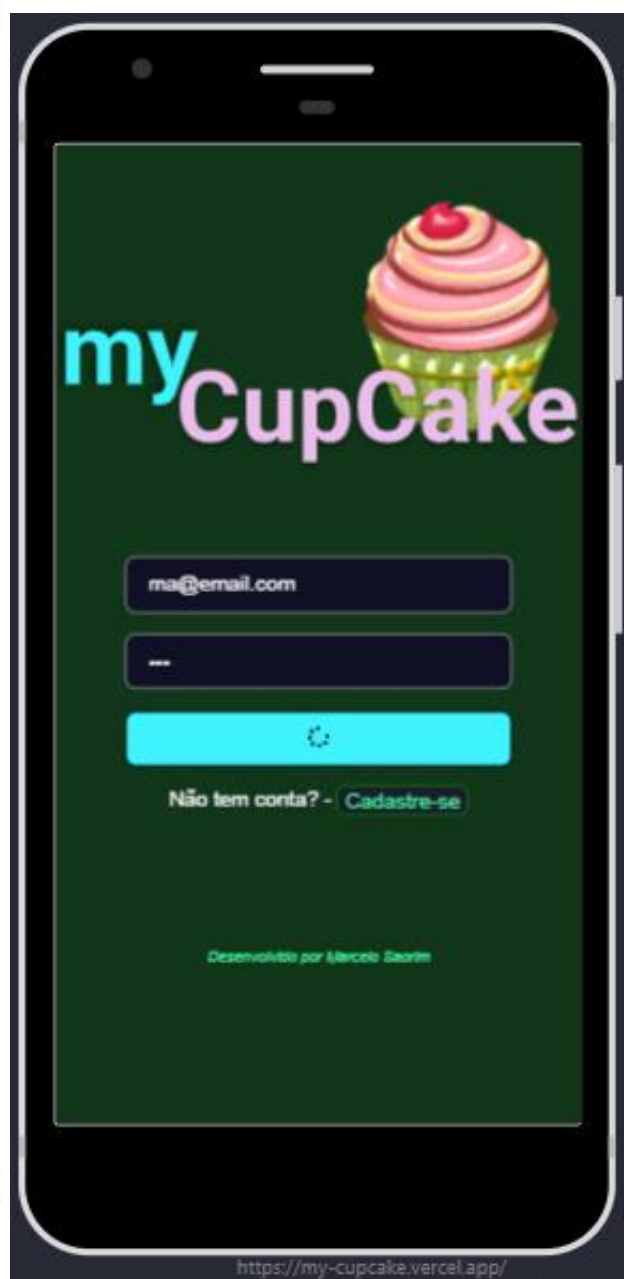 my
CupCake
ma@email.com
---
Não tem conta? - Cadastre-se
Desenvolvido por Marcelo Saorim
https://my-cupcake.vercel.app/